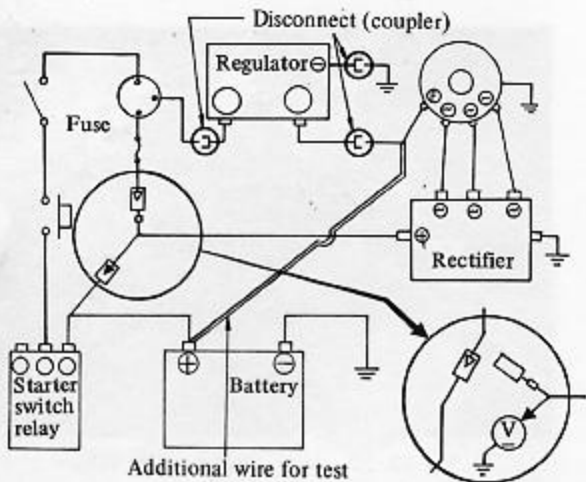 Disconnect (coupler)
Regulator
Fuse
Rectifier
Starter
switch
relay
Battery
V
Additional wire for test